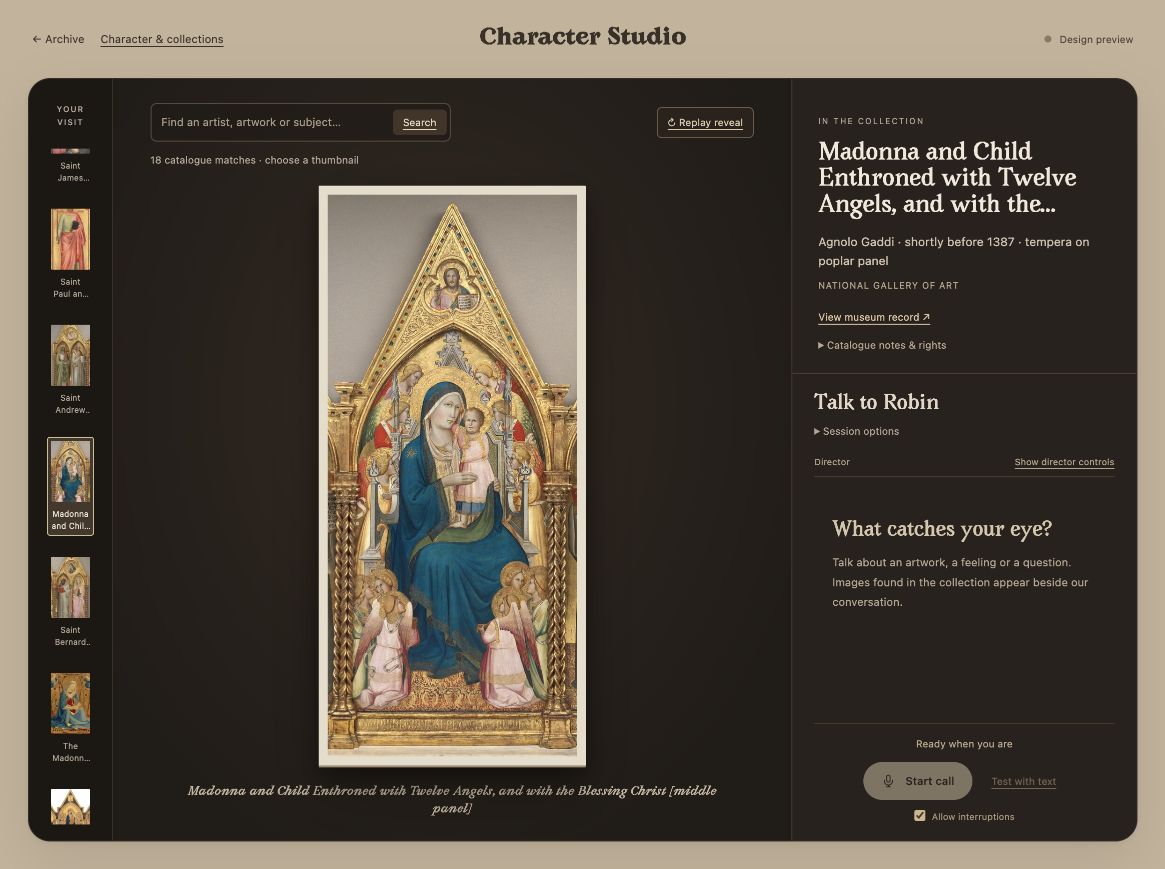 ← Archive
Character & collections
Character Studio
Design preview
YOUR
VISIT
Saint
James...
Saint
Paul an...
Saint
Andrew..
Madonna
and Chil...
Saint
Bernard..
The
Madonn...
Find an artist, artwork or subject...
Search
↻ Replay reveal
18 catalogue matches · choose a thumbnail
Madonna and Child Enthroned with Twelve Angels, and with the Blessing Christ [middle
panel]
IN THE COLLECTION
Madonna and Child
Enthroned with Twelve
Angels, and with the...
Agnolo Gaddi · shortly before 1387 · tempera on
poplar panel
NATIONAL GALLERY OF ART
View museum record ↗
▶ Catalogue notes & rights
Talk to Robin
▶ Session options
Director
Show director controls
What catches your eye?
Talk about an artwork, a feeling or a question.
Images found in the collection appear beside our
conversation.
Ready when you are
Start call
Test with text
Allow interruptions